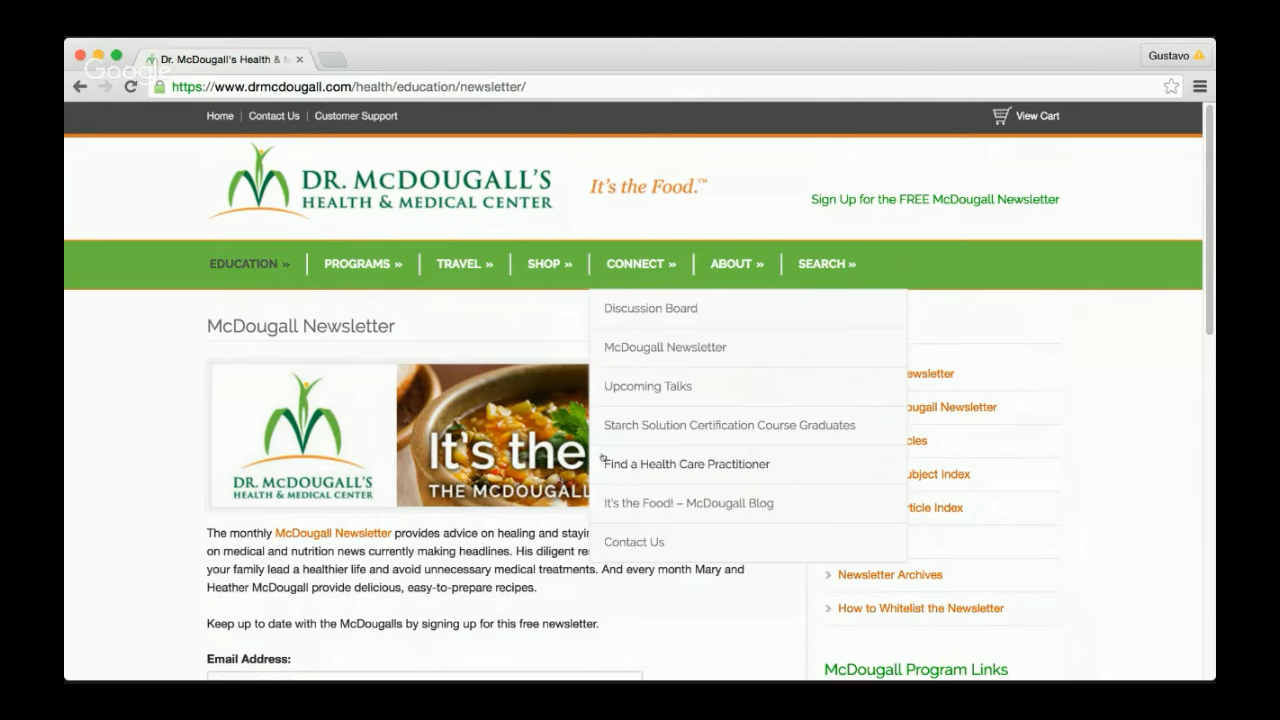 Dr. McDougall's Health & M
Gustavo
Google
https://www.drmcdougall.com/health/education/newsletter/
Home | Contact Us | Customer Support
View Cart
DR. McDOUGALL'S
HEALTH & MEDICAL CENTER
It's the Food.™
Sign Up for the FREE McDougall Newsletter
EDUCATION » PROGRAMS » TRAVEL » SHOP » CONNECT » ABOUT » SEARCH »
Discussion Board
McDougall Newsletter
Upcoming Talks
Starch Solution Certification Course Graduates
Find a Health Care Practitioner
It's the Food! – McDougall Blog
Contact Us
McDougall Newsletter
DR. McDOUGALL'S
HEALTH & MEDICAL CENTER
It's the
THE MCDOUGALL
The monthly McDougall Newsletter provides advice on healing and
on medical and nutrition news currently making headlines. His diligent
your family lead a healthier life and avoid unnecessary medical treatments. And every month Mary and
Heather McDougall provide delicious, easy-to-prepare recipes.
Keep up to date with the McDougalls by signing up for this free newsletter.
Email Address:
ewsletter
ougall Newsletter
cles
ubject Index
rticle Index
Newsletter Archives
How to Whitelist the Newsletter
McDougall Program Links